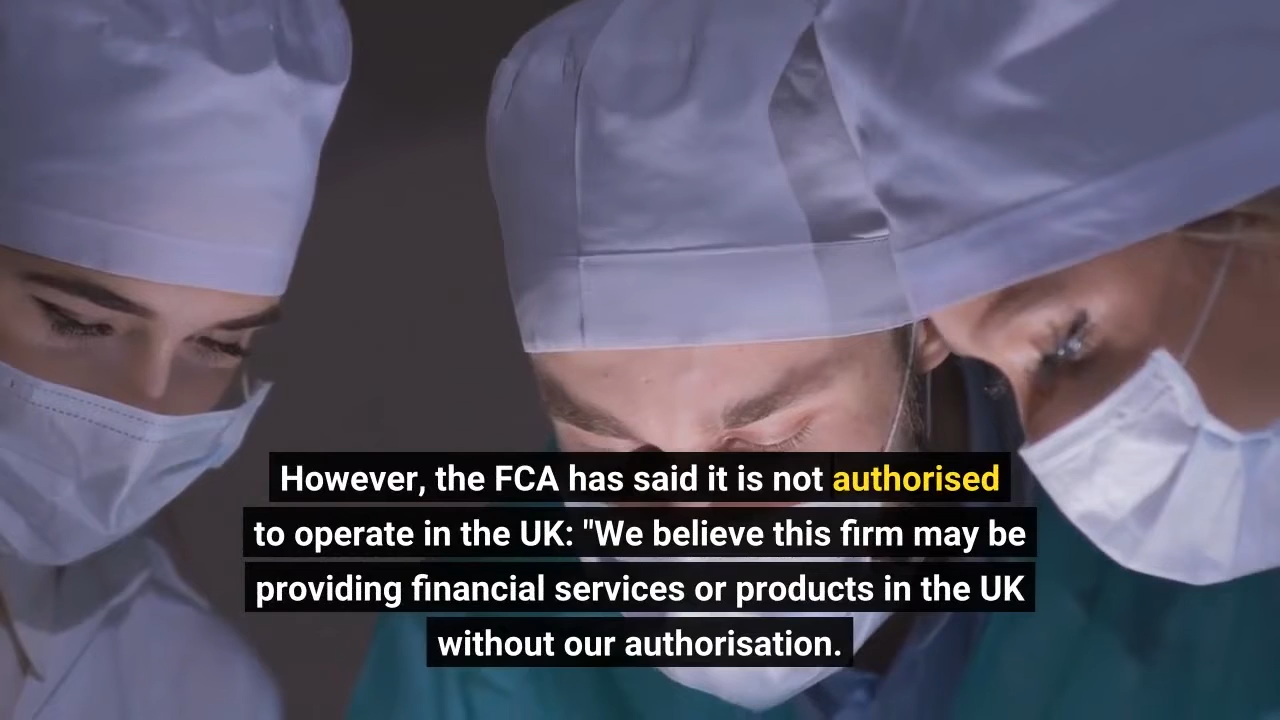 However, the FCA has said it is not authorised
to operate in the UK: "We believe this firm may be
providing financial services or products in the UK
without our authorisation.